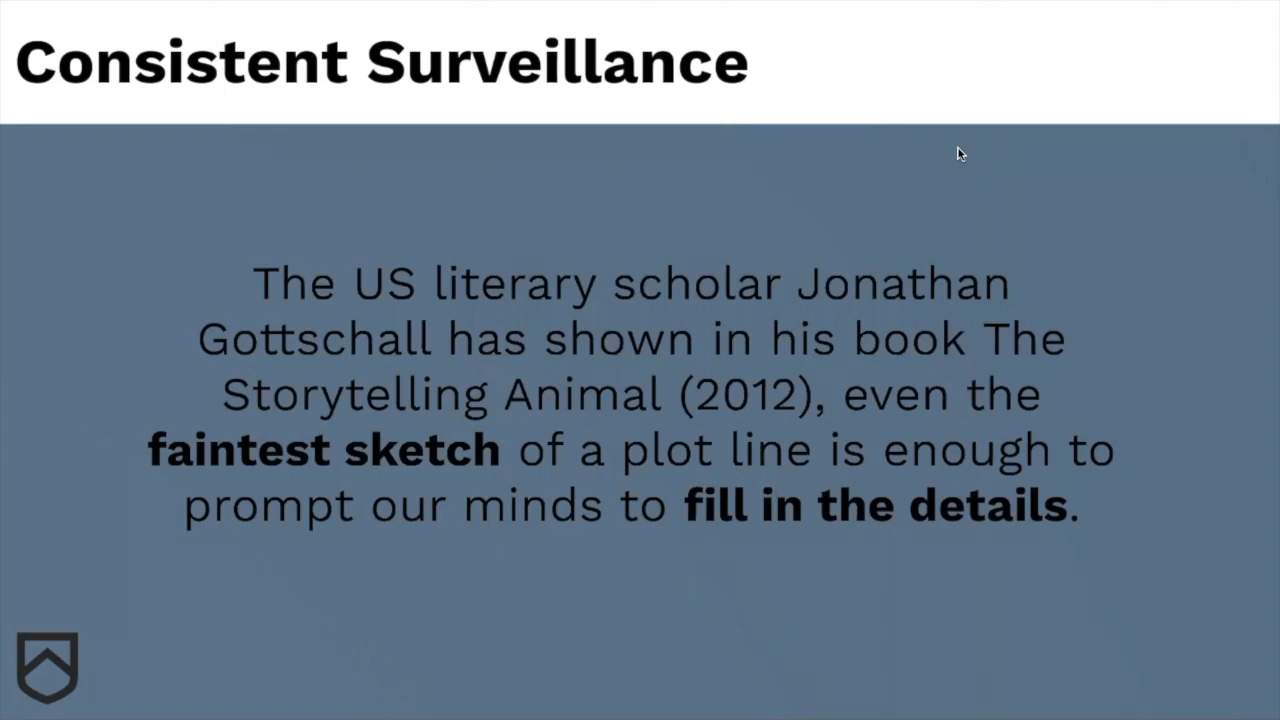 Consistent Surveillance
The US literary scholar Jonathan
Gottschall has shown in his book The
Storytelling Animal (2012), even the
faintest sketch of a plot line is enough to
prompt our minds to fill in the details.